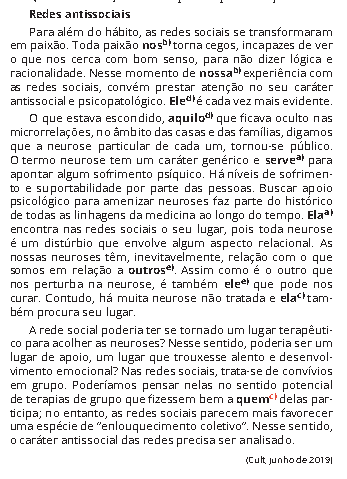 Redes antissociais
Para além do hábito, as redes sociais se transformaram
em paixão. Toda paixão nosb) torna cegos, incapazes de ver
o que nos cerca com bom senso, para não dizer lógica e
racionalidade. Nesse momento de nossab) experiência com
as redes sociais, convém prestar atenção no seu caráter
antissocial e psicopatológico. Eled) é cada vez mais evidente.
O que estava escondido, aquilod) que ficava oculto nas
microrrelações, no âmbito das casas e das famílias, digamos
que a neurose particular de cada um, tornou-se público.
O termo neurose tem um caráter genérico e servea) para
apontar algum sofrimento psíquico. Há níveis de sofrimen-
to e suportabilidade por parte das pessoas. Buscar apoio
psicológico para amenizar neuroses faz parte do histórico
de todas as linhagens da medicina ao longo do tempo. Elaa)
encontra nas redes sociais o seu lugar, pois toda neurose
é um distúrbio que envolve algum aspecto relacional. As
nossas neuroses têm, inevitavelmente, relação com o que
somos em relação a outrose). Assim como é o outro que
nos perturba na neurose, é também elee) que pode nos
curar. Contudo, há muita neurose não tratada e elac) tam-
bém procura seu lugar.
A rede social poderia ter se tornado um lugar terapêuti-
co para acolher as neuroses? Nesse sentido, poderia ser um
lugar de apoio, um lugar que trouxesse alento e desenvol-
vimento emocional? Nas redes sociais, trata-se de convívios
em grupo. Poderíamos pensar nelas no sentido potencial
de terapias de grupo que fizessem bem a quemc) delas par-
ticipa; no entanto, as redes sociais parecem mais favorecer
uma espécie de “enlouquecimento coletivo”. Nesse sentido,
o caráter antissocial das redes precisa ser analisado.
(Cult, junho de 2019)